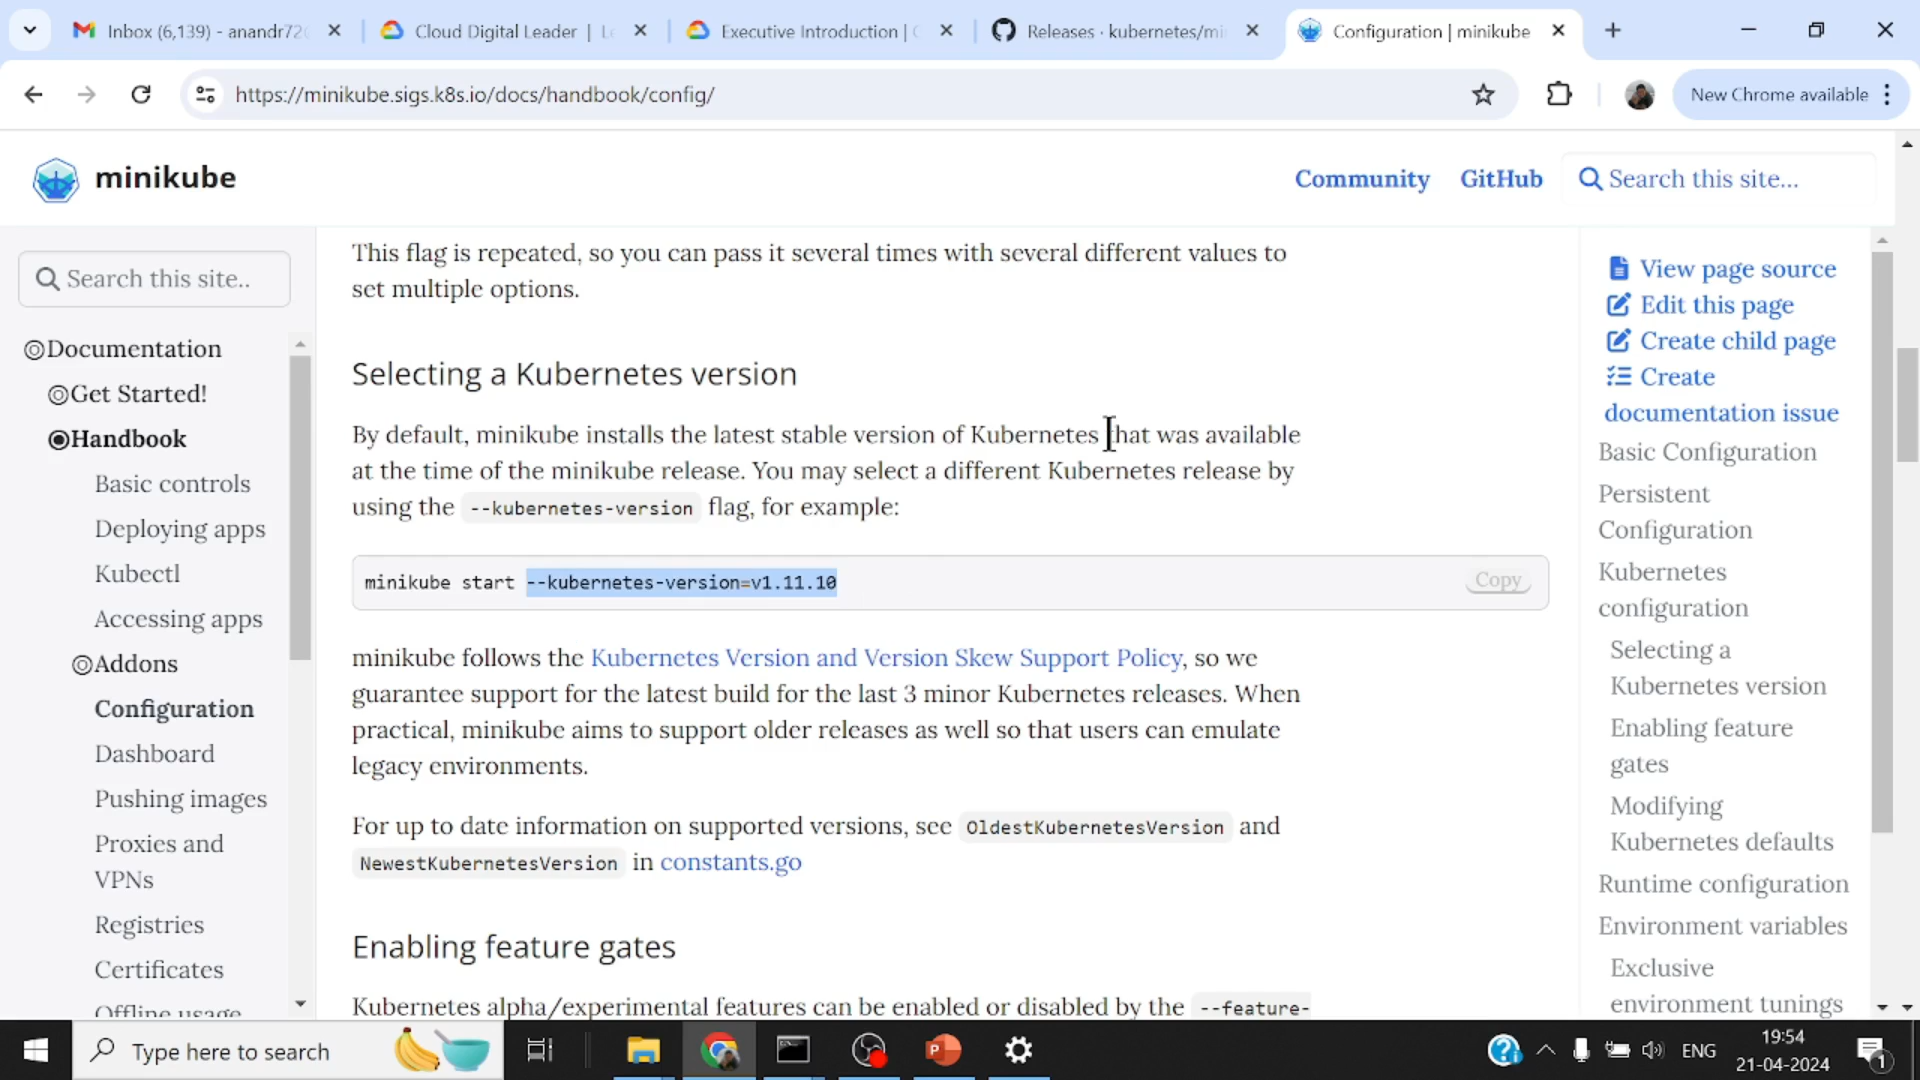 Inbox (6,139) - anandr72
Cloud Digital Leader | Le
Executive Introduction | C
Releases · kubernetes/mi
Configuration | minikube
https://minikube.sigs.k8s.io/docs/handbook/config/
New Chrome available
minikube
Community
GitHub
Search this site...
Search this site..
Documentation
Get Started!
Handbook
Basic controls
Deploying apps
Kubectl
Accessing apps
Addons
Configuration
Dashboard
Pushing images
Proxies and
VPNs
Registries
Certificates
Offline usage
This flag is repeated, so you can pass it several times with several different values to
set multiple options.
Selecting a Kubernetes version
By default, minikube installs the latest stable version of Kubernetes that was available
at the time of the minikube release. You may select a different Kubernetes release by
using the --kubernetes-version flag, for example:
minikube start --kubernetes-version=v1.11.10
Copy
minikube follows the Kubernetes Version and Version Skew Support Policy, so we
guarantee support for the latest build for the last 3 minor Kubernetes releases. When
practical, minikube aims to support older releases as well so that users can emulate
legacy environments.
For up to date information on supported versions, see OldestKubernetesVersion and
NewestKubernetesVersion in constants.go
Enabling feature gates
Kubernetes alpha/experimental features can be enabled or disabled by the --feature-
View page source
Edit this page
Create child page
Create
documentation issue
Basic Configuration
Persistent
Configuration
Kubernetes
configuration
Selecting a
Kubernetes version
Enabling feature
gates
Modifying
Kubernetes defaults
Runtime configuration
Environment variables
Exclusive
environment tunings
Type here to search
ENG
19:54
21-04-2024
1